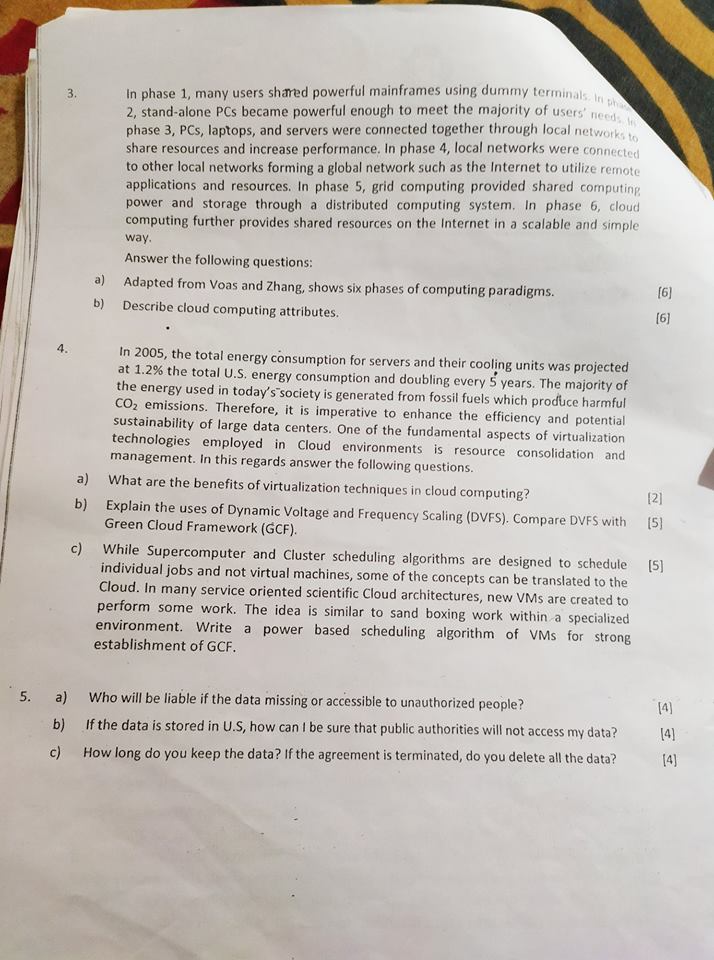 3. In phase 1, many users shared powerful mainframes using dummy terminals. In phase
2, stand-alone PCs became powerful enough to meet the majority of users' needs. In
phase 3, PCs, laptops, and servers were connected together through local networks to
share resources and increase performance. In phase 4, local networks were connected
to other local networks forming a global network such as the Internet to utilize remote
applications and resources. In phase 5, grid computing provided shared computing
power and storage through a distributed computing system. In phase 6, cloud
computing further provides shared resources on the Internet in a scalable and simple
way.
Answer the following questions:
a) Adapted from Voas and Zhang, shows six phases of computing paradigms. [6]
b) Describe cloud computing attributes. [6]
4. In 2005, the total energy consumption for servers and their cooling units was projected
at 1.2% the total U.S. energy consumption and doubling every 5 years. The majority of
the energy used in today's society is generated from fossil fuels which produce harmful
CO₂ emissions. Therefore, it is imperative to enhance the efficiency and potential
sustainability of large data centers. One of the fundamental aspects of virtualization
technologies employed in Cloud environments is resource consolidation and
management. In this regards answer the following questions.
a) What are the benefits of virtualization techniques in cloud computing? [2]
b) Explain the uses of Dynamic Voltage and Frequency Scaling (DVFS). Compare DVFS with [5]
Green Cloud Framework (GCF).
c) While Supercomputer and Cluster scheduling algorithms are designed to schedule [5]
individual jobs and not virtual machines, some of the concepts can be translated to the
Cloud. In many service oriented scientific Cloud architectures, new VMs are created to
perform some work. The idea is similar to sand boxing work within a specialized
environment. Write a power based scheduling algorithm of VMs for strong
establishment of GCF.
5. a) Who will be liable if the data missing or accessible to unauthorized people? [4]
b) If the data is stored in U.S, how can I be sure that public authorities will not access my data? [4]
c) How long do you keep the data? If the agreement is terminated, do you delete all the data? [4]